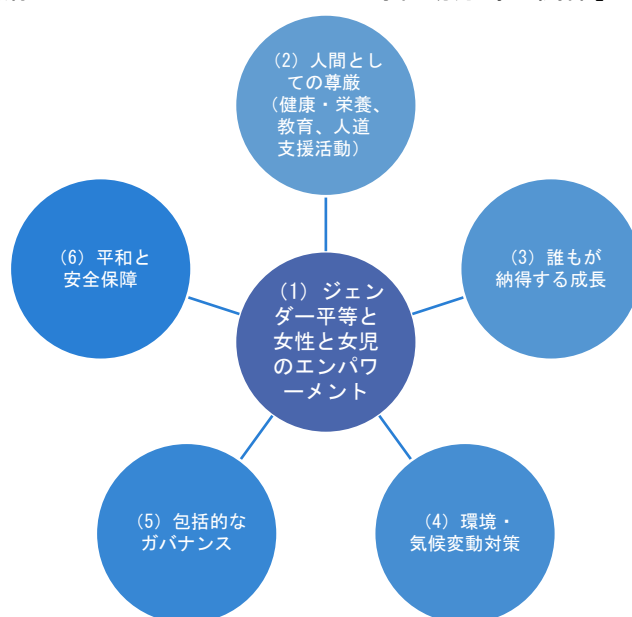 (2) 人間とし
ての尊厳
(健康・栄養、
教育、人道
支援活動)
(6) 平和と
安全保障
(3) 誰もが
納得する成長
(1) ジェン
ダー平等と
女性と女児
のエンパワ
ーメント
(5) 包括的な
ガバナンス
(4) 環境・
気候変動対策